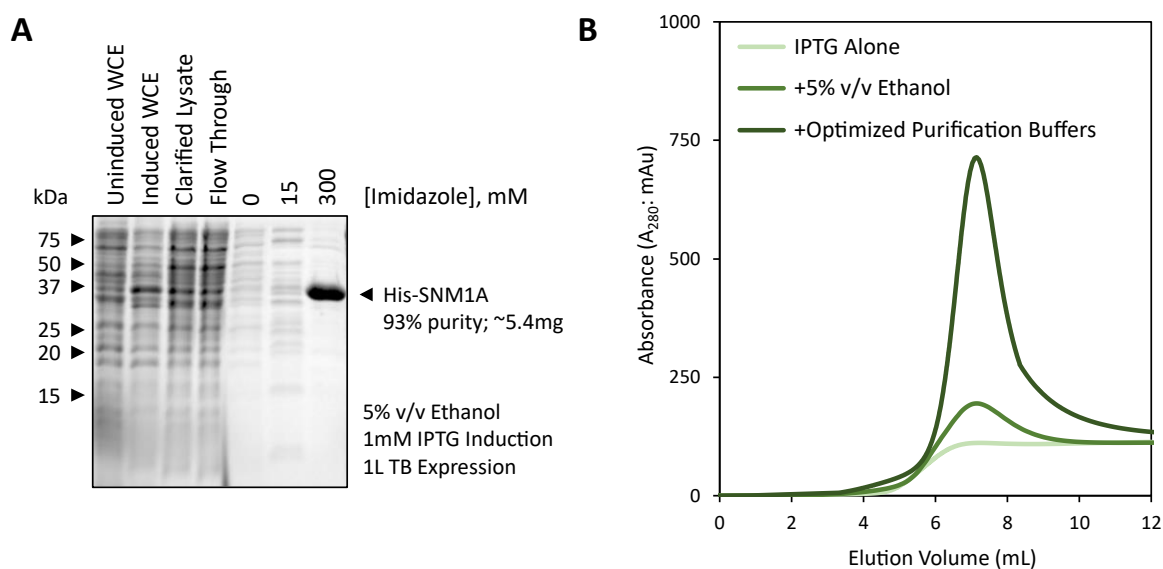 A
Uninduced WCE
Induced WCE
Clarified Lysate
Flow Through
0
15
300
[Imidazole], mM
kDa
75
50
37
25
20
15
His-SNM1A
93% purity; ~5.4mg
5% v/v Ethanol
1mM IPTG Induction
1L TB Expression
B
IPTG Alone
+5% v/v Ethanol
+Optimized Purification Buffers
Absorbance (A280: mAu)
1000
750
500
250
0
0
2
4
6
8
10
12
Elution Volume (mL)